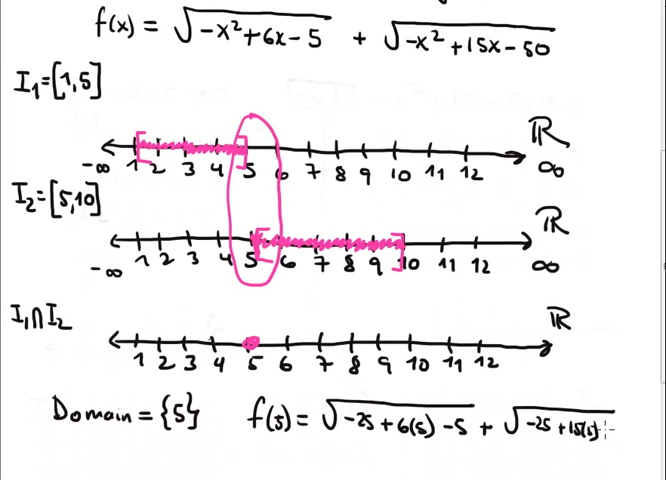 f(x) = √-x²+6x-5 + √-x²+15x-50
I₁=[1,5]
ℝ
-∞ 1 2 3 4 5 6 7 8 9 10 11 12 ∞
I₂=[5,10]
ℝ
-∞ 1 2 3 4 5 6 7 8 9 10 11 12 ∞
I₁∩I₂
ℝ
1 2 3 4 5 6 7 8 9 10 11 12
Domain = {5} f(5) = √-25+6(5)-5 + √-25+15(5)-